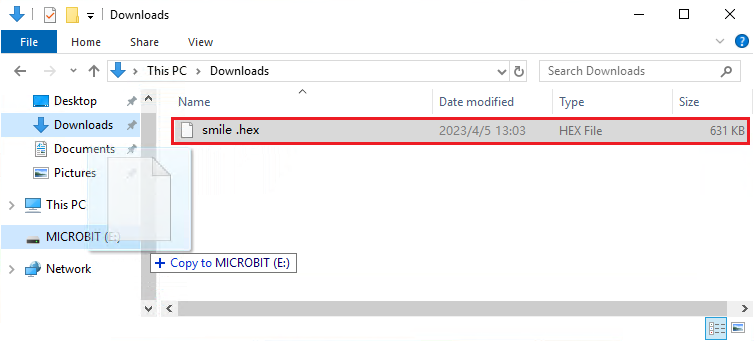 Downloads
File Home Share View
This PC Downloads Search Downloads
Name Date modified Type Size
Desktop
smile .hex 2023/4/5 13:03 HEX File 631 KB
Downloads
Documents
Pictures
This PC
MICROBIT (E:)
Copy to MICROBIT (E:)
Network